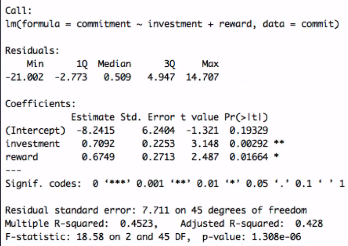 Call:
lm(formula = commitment ~ investment + reward, data = commit)
Residuals:
Min 1Q Median 3Q Max
-21.002 -2.773 0.509 4.947 14.707
Coefficients:
Estimate Std. Error t value Pr(>|t|)
(Intercept) -8.2415 6.2404 -1.321 0.19329
investment 0.7092 0.2253 3.148 0.00292 **
reward 0.6749 0.2713 2.487 0.01664 *
---
Signif. codes: 0 ‘***’ 0.001 ‘**’ 0.01 ‘*’ 0.05 ‘.’ 0.1 ‘ ’ 1
Residual standard error: 7.711 on 45 degrees of freedom
Multiple R-squared: 0.4523, Adjusted R-squared: 0.428
F-statistic: 18.58 on 2 and 45 DF, p-value: 1.308e-06